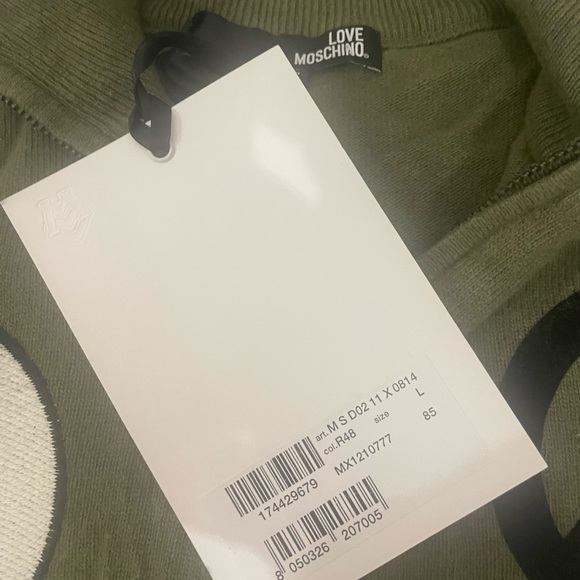 LOVE
MOSCHINO®
art. M S D02 11 X 0814
col. R48 size L
MX1210777 85
174429679
8 050326 207005